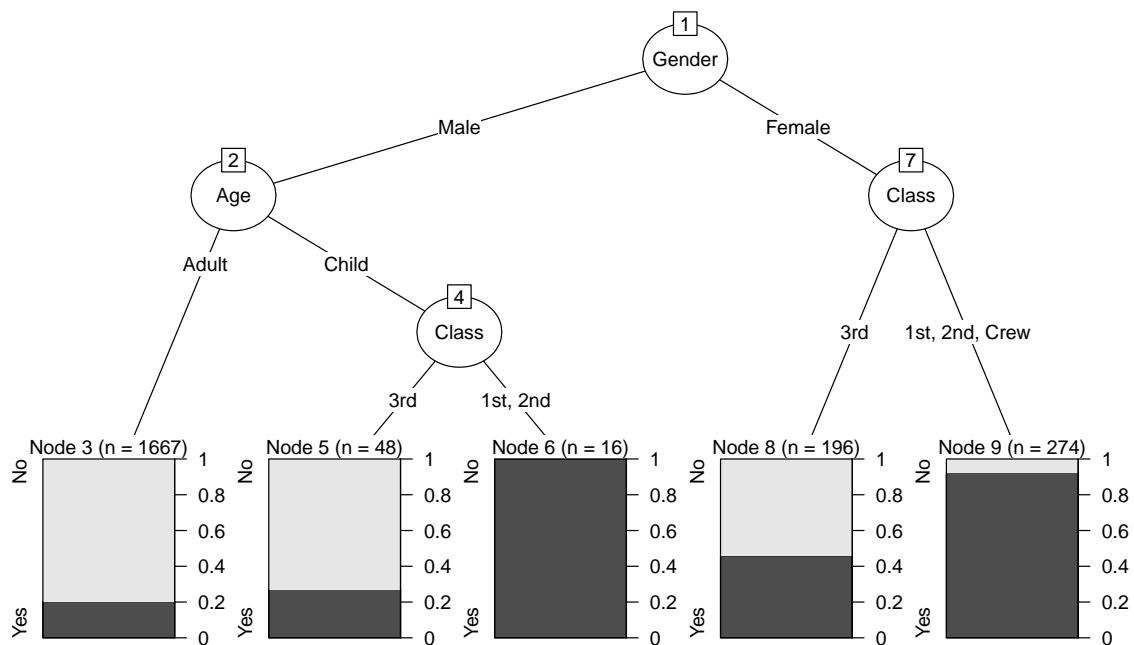 1
Gender
Male
Female
2
Age
7
Class
Adult
Child
4
Class
3rd
1st, 2nd
3rd
1st, 2nd, Crew
Node 3 (n = 1667)
Yes
No
0
0.2
0.4
0.6
0.8
1
Node 5 (n = 48)
Yes
No
0
0.2
0.4
0.6
0.8
1
Node 6 (n = 16)
Yes
No
0
0.2
0.4
0.6
0.8
1
Node 8 (n = 196)
Yes
No
0
0.2
0.4
0.6
0.8
1
Node 9 (n = 274)
Yes
No
0
0.2
0.4
0.6
0.8
1